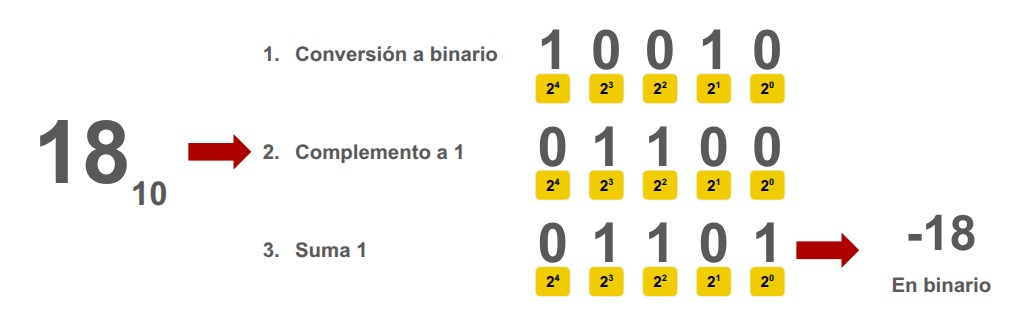 1. Conversión a binario
1 0 0 1 0
2⁴ 2³ 2² 2¹ 2⁰
18₁₀
2. Complemento a 1
0 1 1 0 0
2⁴ 2³ 2² 2¹ 2⁰
3. Suma 1
0 1 1 0 1
2⁴ 2³ 2² 2¹ 2⁰
-18
En binario